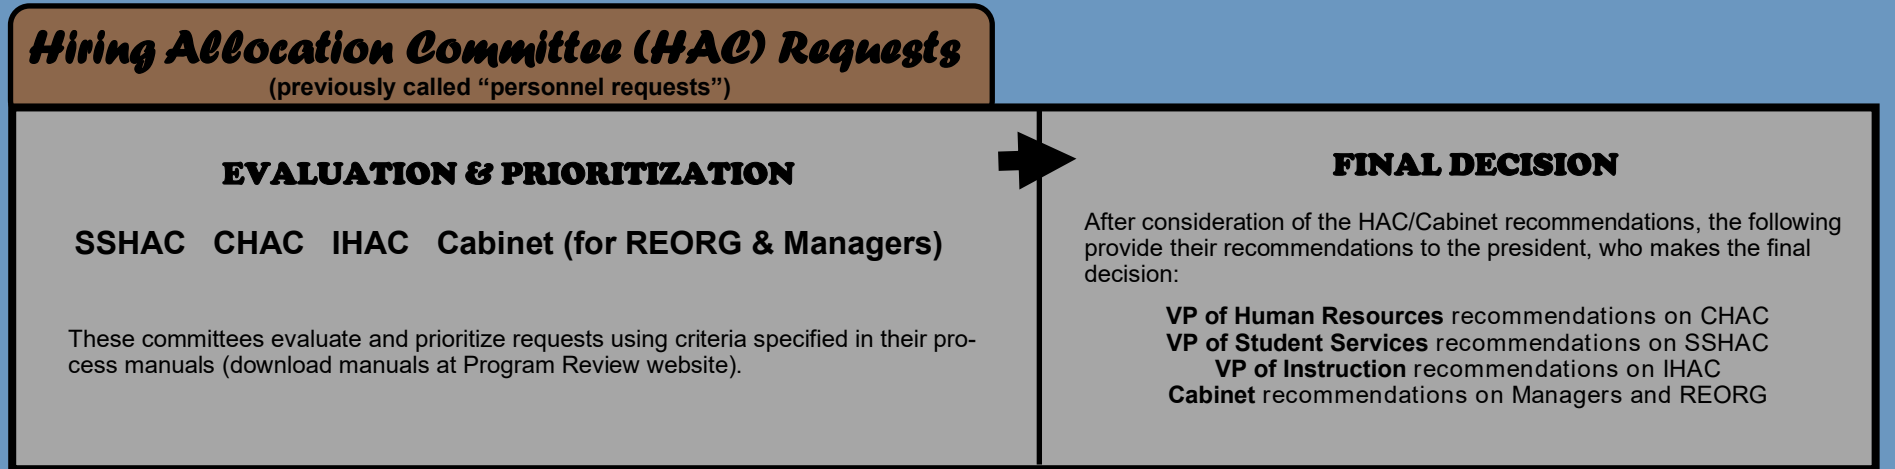 Hiring Allocation Committee (HAC) Requests
(previously called “personnel requests”)
EVALUATION & PRIORITIZATION
SSHAC CHAC IHAC Cabinet (for REORG & Managers)
These committees evaluate and prioritize requests using criteria specified in their pro-
cess manuals (download manuals at Program Review website).
FINAL DECISION
After consideration of the HAC/Cabinet recommendations, the following
provide their recommendations to the president, who makes the final
decision:
VP of Human Resources recommendations on CHAC
VP of Student Services recommendations on SSHAC
VP of Instruction recommendations on IHAC
Cabinet recommendations on Managers and REORG